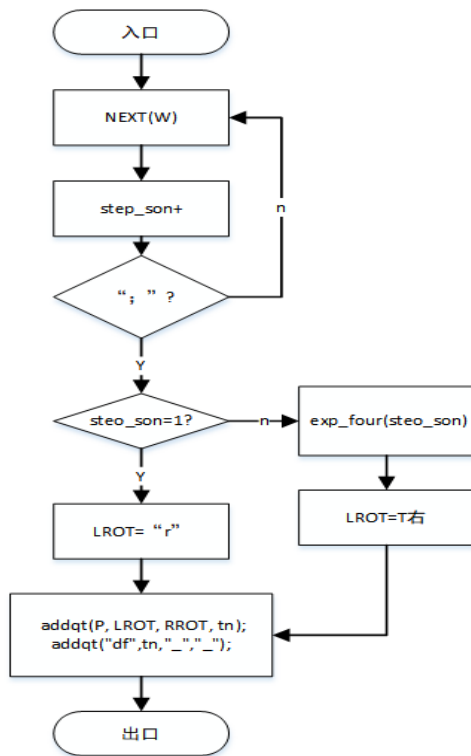 入口
NEXT(W)
n
step_son+
“；”?
Y
steo_son=1?
n
exp_four(steo_son)
Y
LROT=“r”
LROT=T右
addqt(P, LROT, RROT, tn);
addqt("df",tn,"_","_");
出口